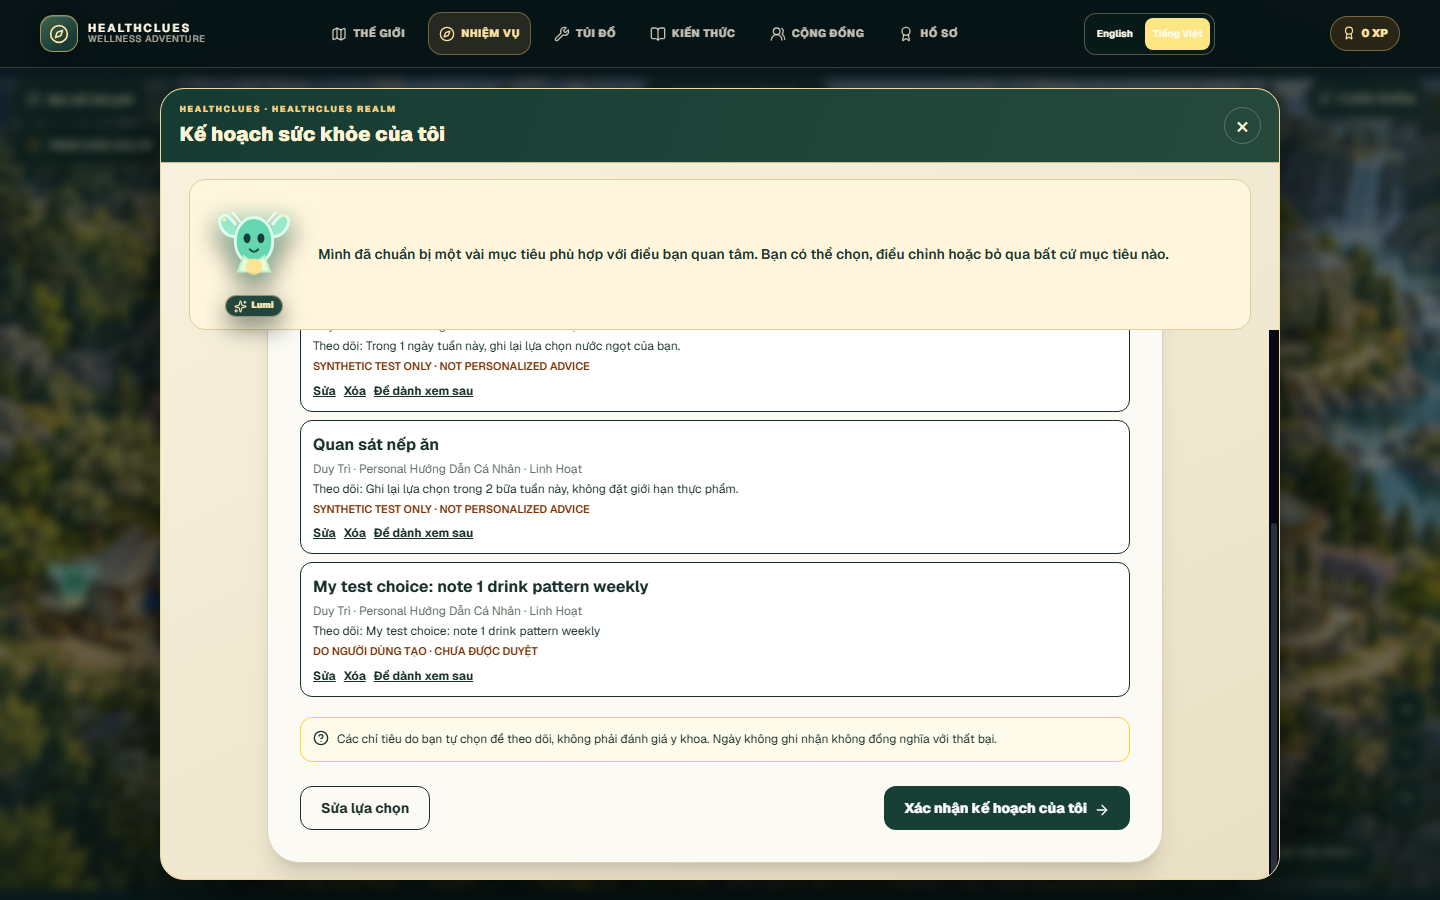 HEALTHCLUES
WELLNESS ADVENTURE
THẾ GIỚI
NHIỆM VỤ
TÚI ĐỒ
KIẾN THỨC
CỘNG ĐỒNG
HỒ SƠ
English
Tiếng Việt
0 XP
HEALTHCLUES · HEALTHCLUES REALM
Kế hoạch sức khỏe của tôi
Mình đã chuẩn bị một vài mục tiêu phù hợp với điều bạn quan tâm. Bạn có thể chọn, điều chỉnh hoặc bỏ qua bất cứ mục tiêu nào.
Lumi
Theo dõi: Trong 1 ngày tuần này, ghi lại lựa chọn nước ngọt của bạn.
SYNTHETIC TEST ONLY · NOT PERSONALIZED ADVICE
Sửa Xóa Để dành xem sau
Quan sát nếp ăn
Duy Trì · Personal Hướng Dẫn Cá Nhân · Linh Hoạt
Theo dõi: Ghi lại lựa chọn trong 2 bữa tuần này, không đặt giới hạn thực phẩm.
SYNTHETIC TEST ONLY · NOT PERSONALIZED ADVICE
Sửa Xóa Để dành xem sau
My test choice: note 1 drink pattern weekly
Duy Trì · Personal Hướng Dẫn Cá Nhân · Linh Hoạt
Theo dõi: My test choice: note 1 drink pattern weekly
DO NGƯỜI DÙNG TẠO · CHƯA ĐƯỢC DUYỆT
Sửa Xóa Để dành xem sau
Các chỉ tiêu do bạn tự chọn để theo dõi, không phải đánh giá y khoa. Ngày không ghi nhận không đồng nghĩa với thất bại.
Sửa lựa chọn
Xác nhận kế hoạch của tôi